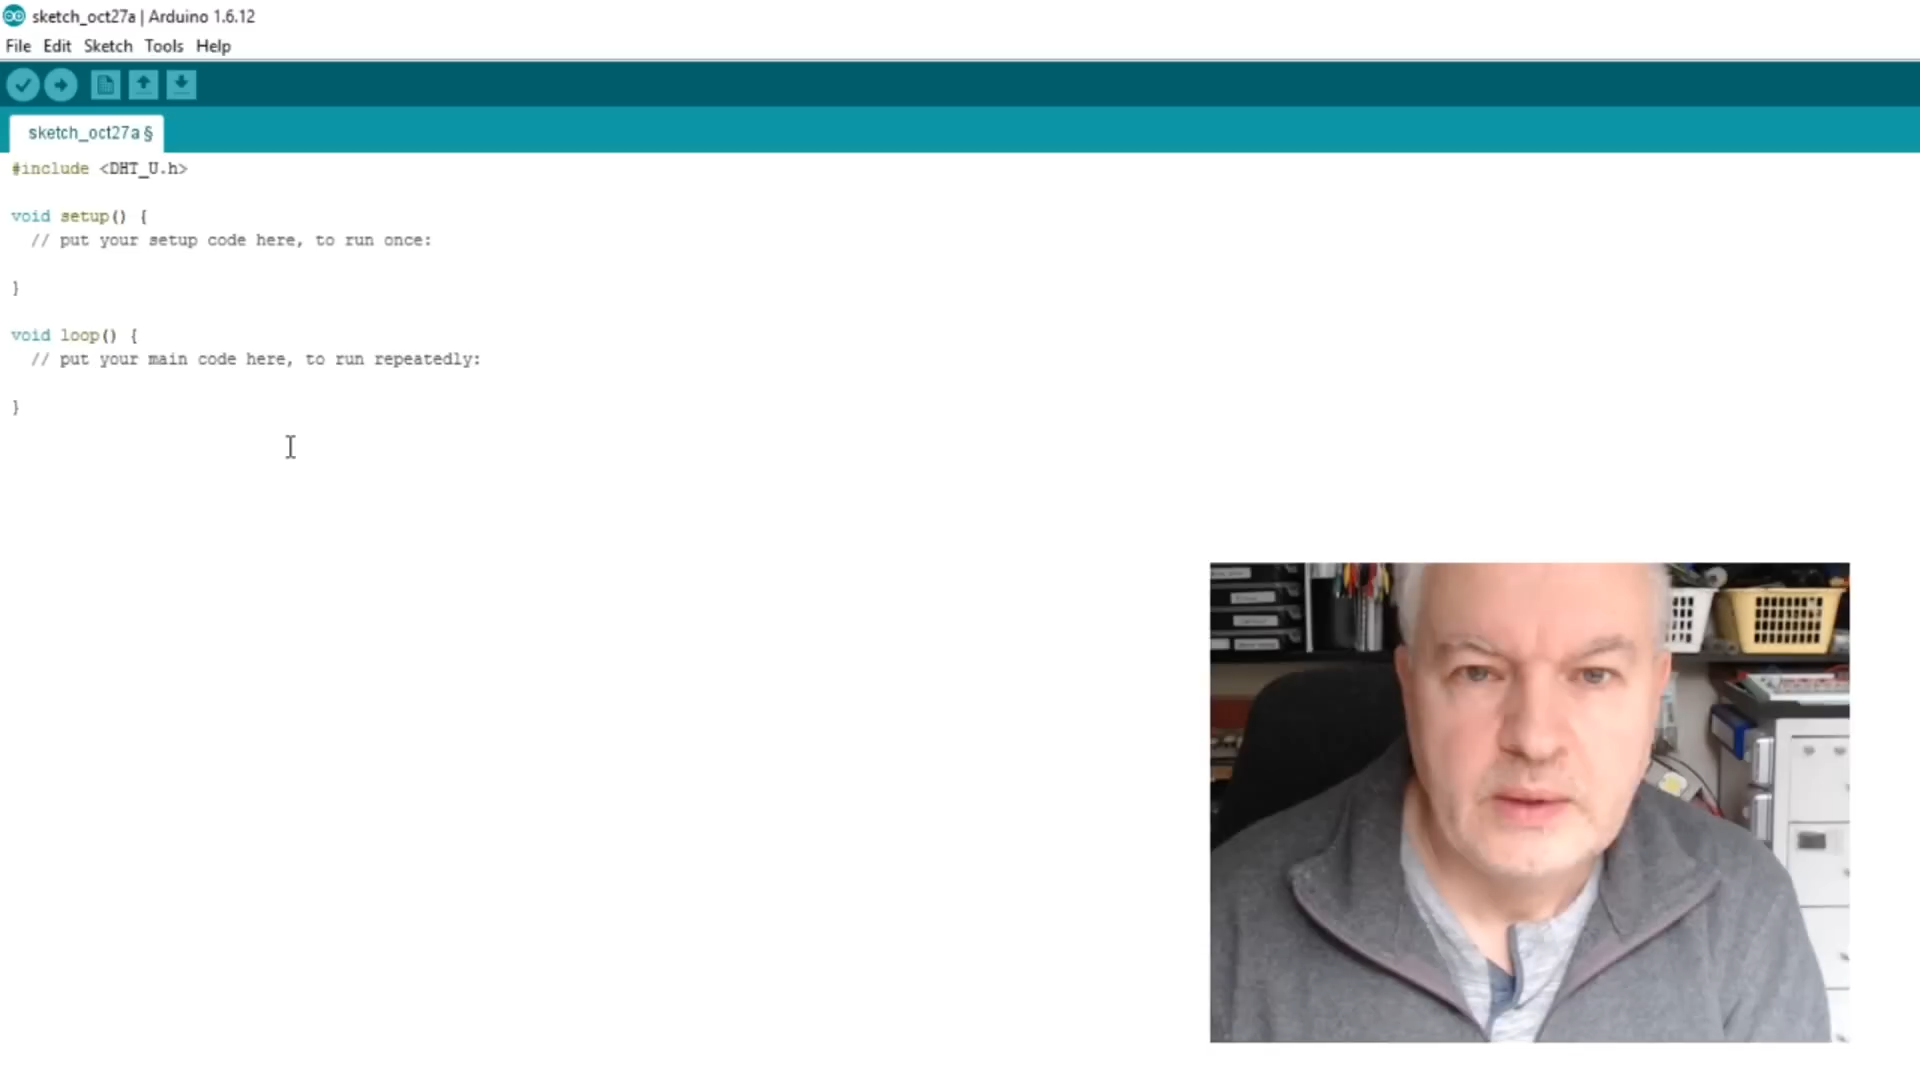 sketch_oct27a | Arduino 1.6.12
File Edit Sketch Tools Help
sketch_oct27a §
#include <DHT_U.h>
void setup() {
// put your setup code here, to run once:
}
void loop() {
// put your main code here, to run repeatedly:
}